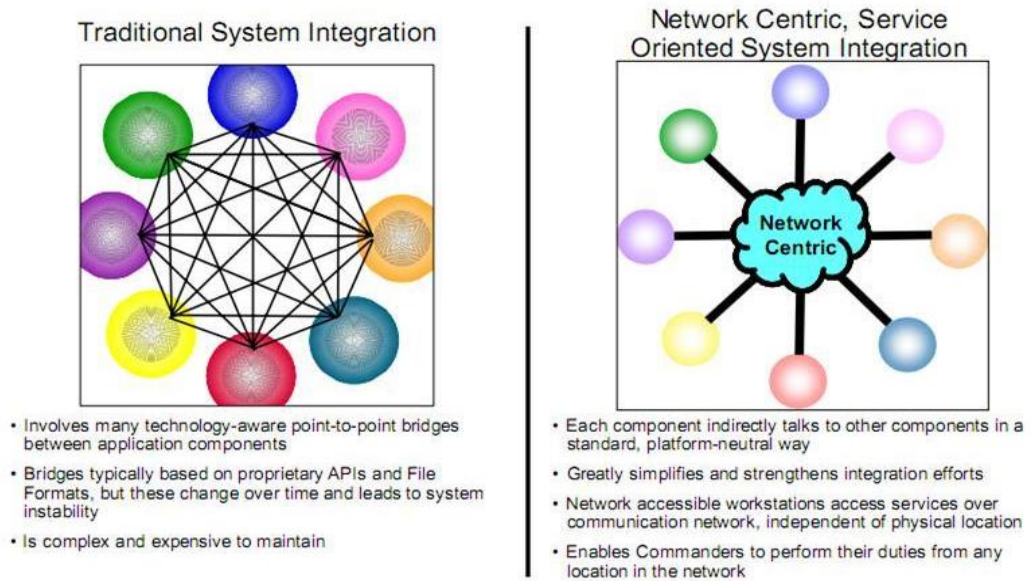 Traditional System Integration
• Involves many technology-aware point-to-point bridges
between application components
• Bridges typically based on proprietary APIs and File
Formats, but these change over time and leads to system
instability
• Is complex and expensive to maintain
Network Centric, Service
Oriented System Integration
Network
Centric
• Each component indirectly talks to other components in a
standard, platform-neutral way
• Greatly simplifies and strengthens integration efforts
• Network accessible workstations access services over
communication network, independent of physical location
• Enables Commanders to perform their duties from any
location in the network